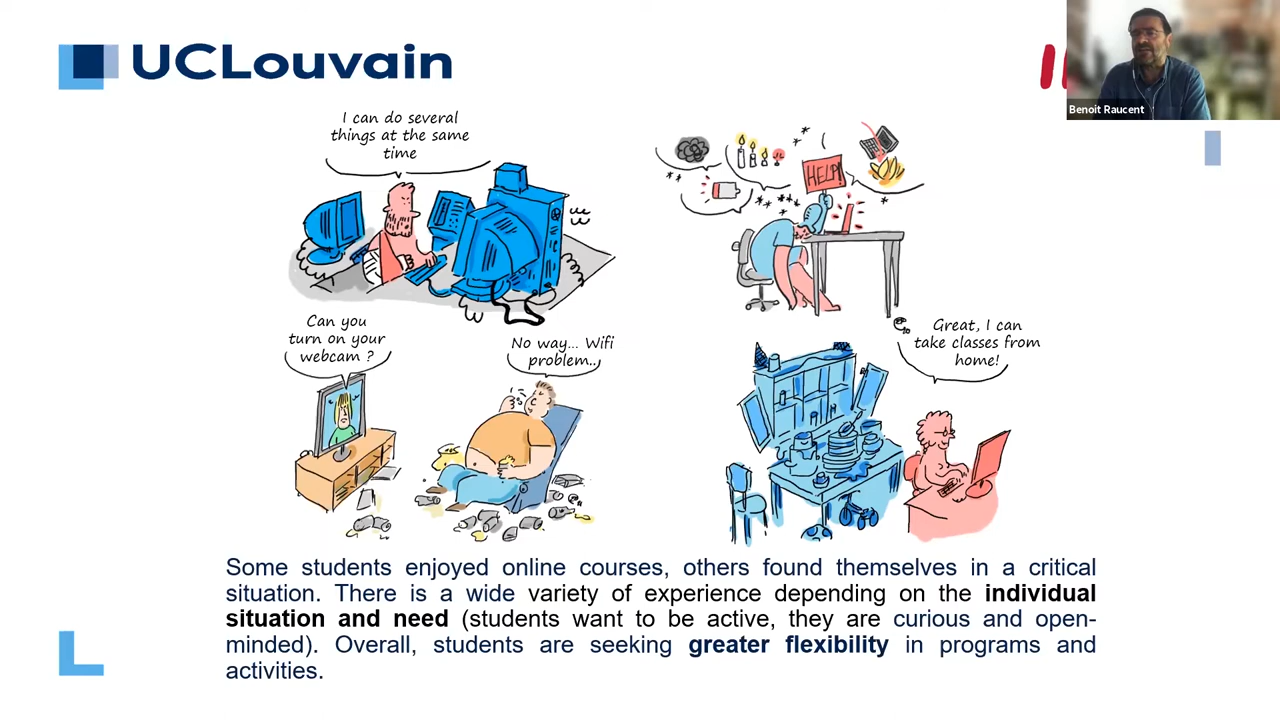 UCLouvain
Benoit Raucent
I can do several
things at the same
time
HELP!
Can you
turn on your
webcam ?
No way... Wifi
problem..
Great, I can
take classes from
home!
Some students enjoyed online courses, others found themselves in a critical
situation. There is a wide variety of experience depending on the individual
situation and need (students want to be active, they are curious and open-
minded). Overall, students are seeking greater flexibility in programs and
activities.